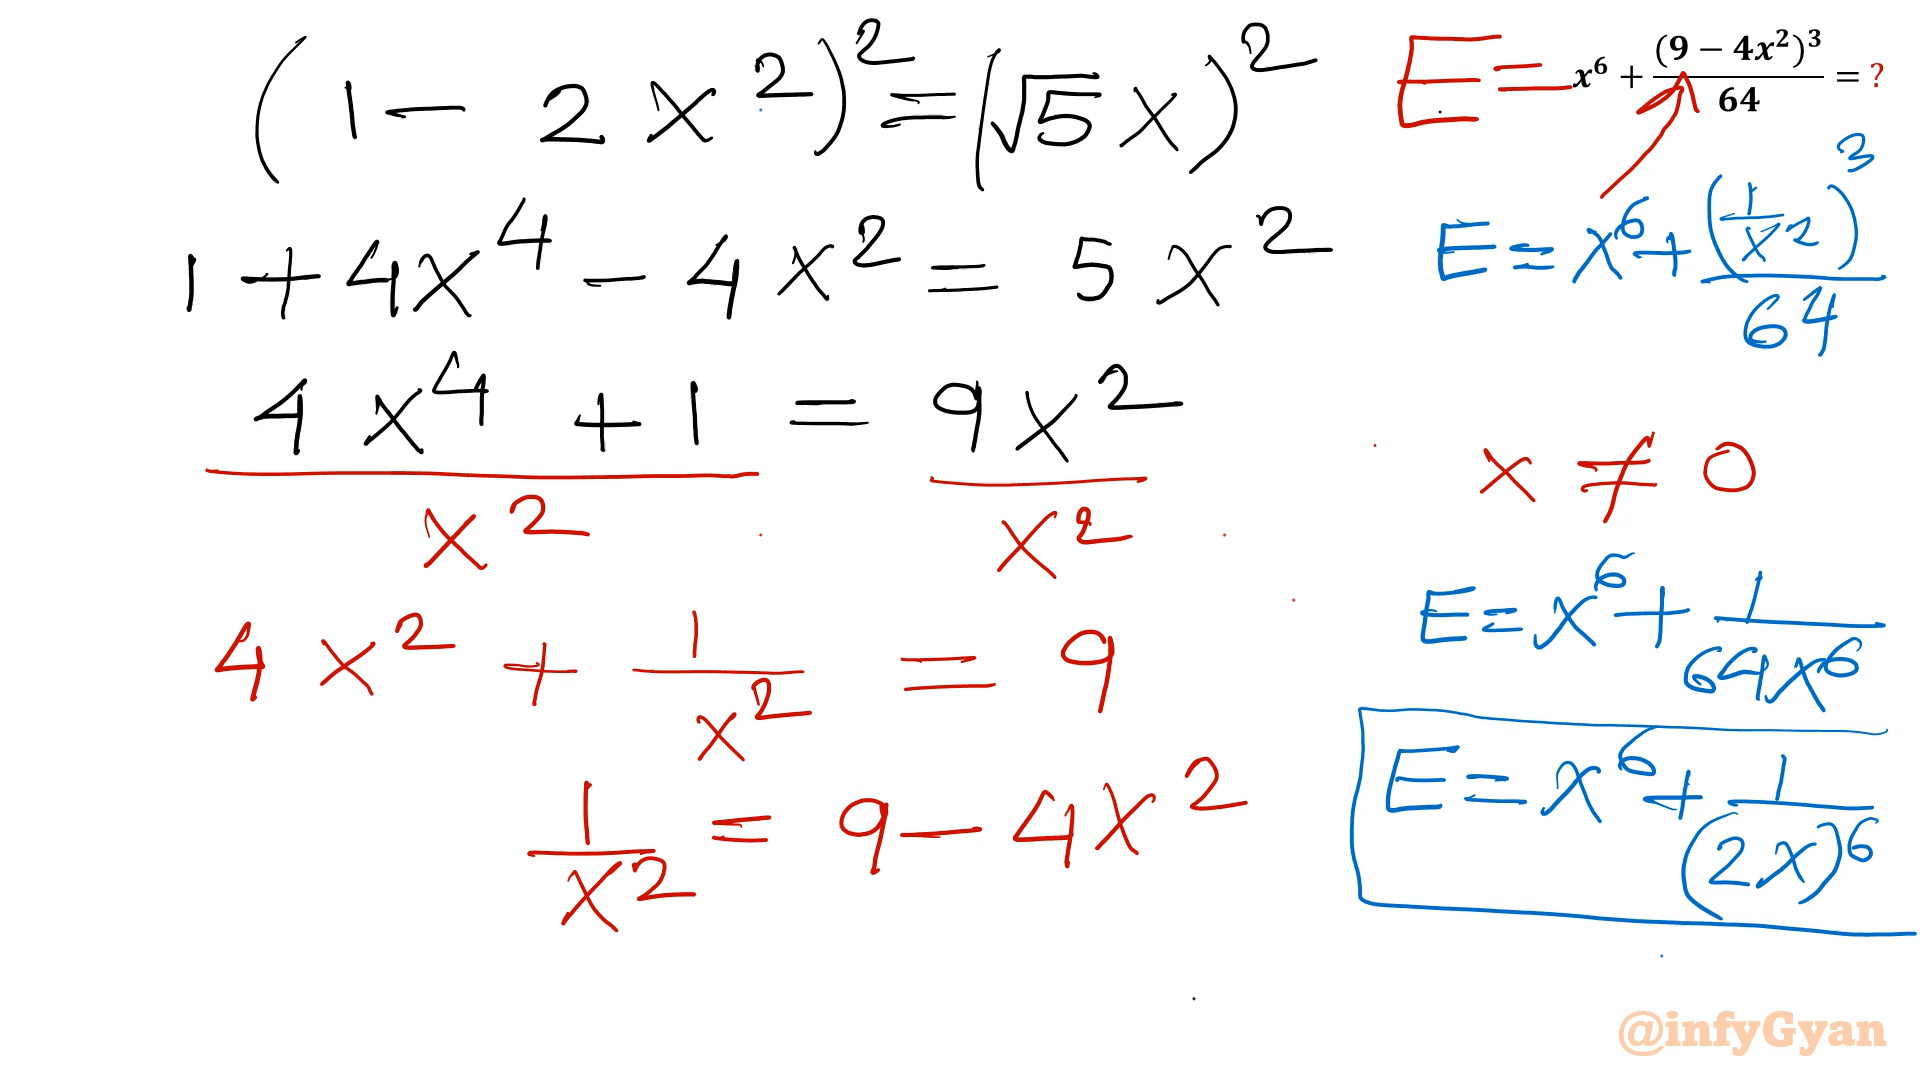 (1 − 2x²)² = (√5x)²
1 + 4x⁴ − 4x² = 5x²
4x⁴ + 1 = 9x²
x² x²
4x² + 1/x² = 9
1/x² = 9 − 4x²
E = x⁶ + (9 − 4x²)³/64 = ?
E = x⁶ + (1/x²)³/64
x ≠ 0
E = x⁶ + 1/64x⁶
E = x⁶ + 1/(2x)⁶
@infyGyan